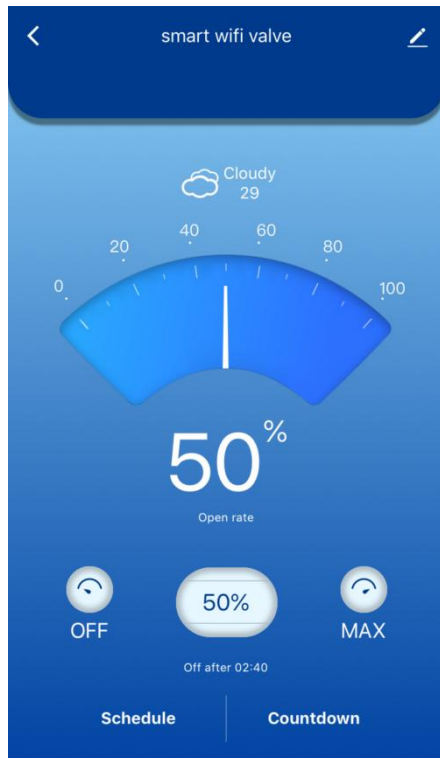 smart wifi valve
Cloudy
29
40 60
20 80
0 100
50%
Open rate
50%
OFF MAX
Off after 02:40
Schedule Countdown